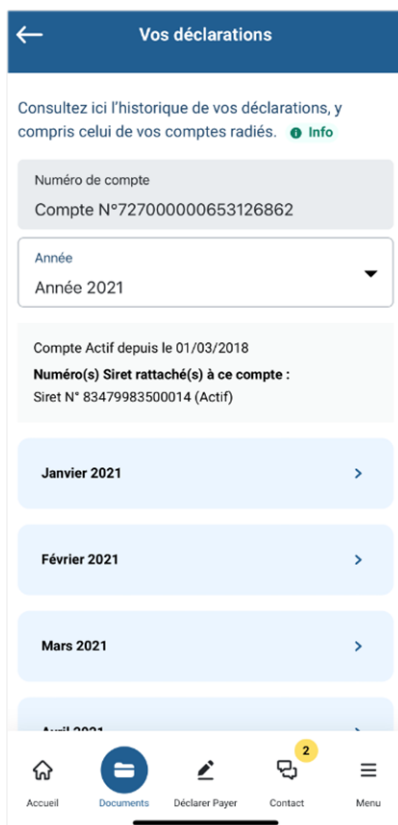 Vos déclarations
Consultez ici l'historique de vos déclarations, y
compris celui de vos comptes radiés. Info
Numéro de compte
Compte N°727000000653126862
Année
Année 2021
Compte Actif depuis le 01/03/2018
Numéro(s) Siret rattaché(s) à ce compte :
Siret N° 83479983500014 (Actif)
Janvier 2021
Février 2021
Mars 2021
Avril 2021
2
Accueil Documents Déclarer Payer Contact Menu